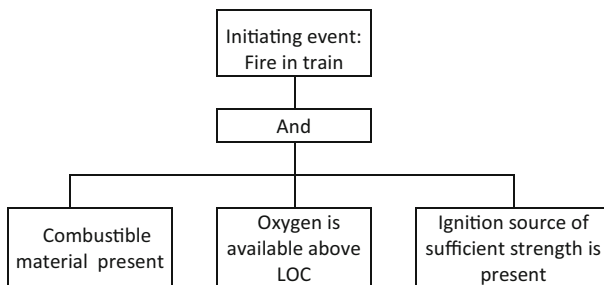 Initiating event:
Fire in train
And
Combustible
material present
Oxygen is
available above
LOC
Ignition source of
sufficient strength is
present